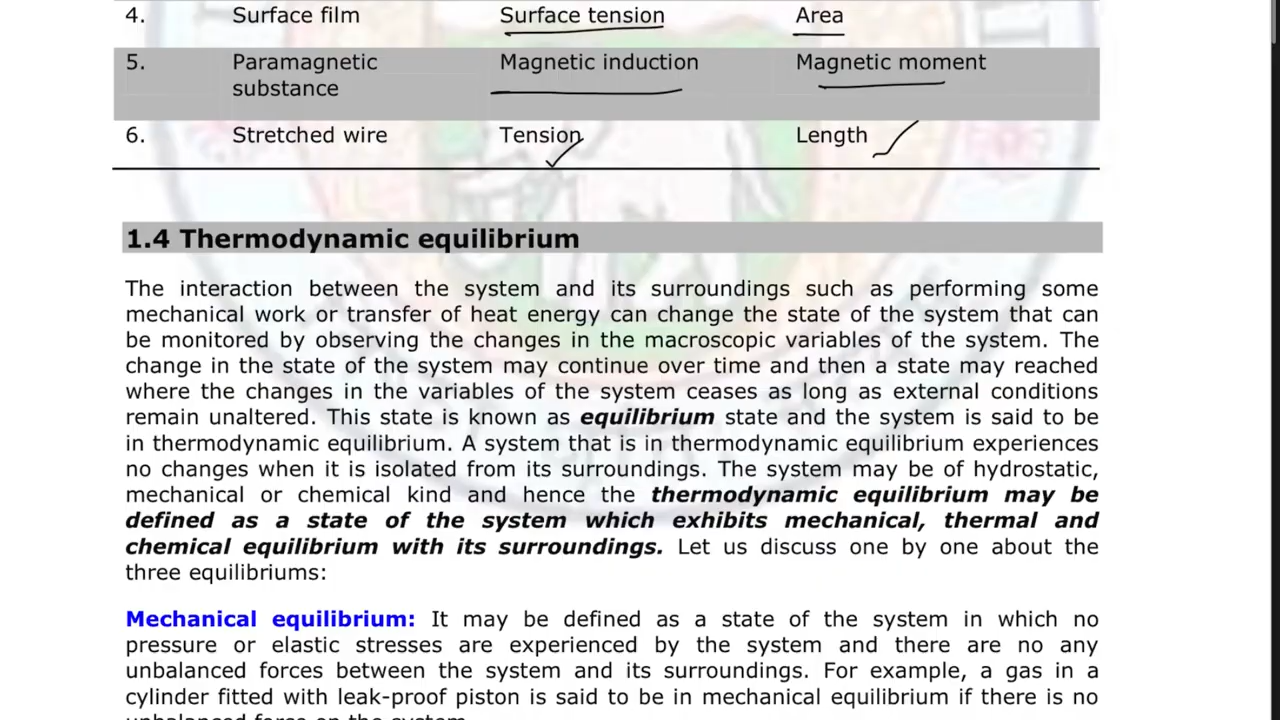 4. Surface film Surface tension Area
5. Paramagnetic substance Magnetic induction Magnetic moment
6. Stretched wire Tension Length
1.4 Thermodynamic equilibrium
The interaction between the system and its surroundings such as performing some
mechanical work or transfer of heat energy can change the state of the system that can
be monitored by observing the changes in the macroscopic variables of the system. The
change in the state of the system may continue over time and then a state may reached
where the changes in the variables of the system ceases as long as external conditions
remain unaltered. This state is known as equilibrium state and the system is said to be
in thermodynamic equilibrium. A system that is in thermodynamic equilibrium experiences
no changes when it is isolated from its surroundings. The system may be of hydrostatic,
mechanical or chemical kind and hence the thermodynamic equilibrium may be
defined as a state of the system which exhibits mechanical, thermal and
chemical equilibrium with its surroundings. Let us discuss one by one about the
three equilibriums:
Mechanical equilibrium: It may be defined as a state of the system in which no
pressure or elastic stresses are experienced by the system and there are no any
unbalanced forces between the system and its surroundings. For example, a gas in a
cylinder fitted with leak-proof piston is said to be in mechanical equilibrium if there is no
unbalanced force on the system